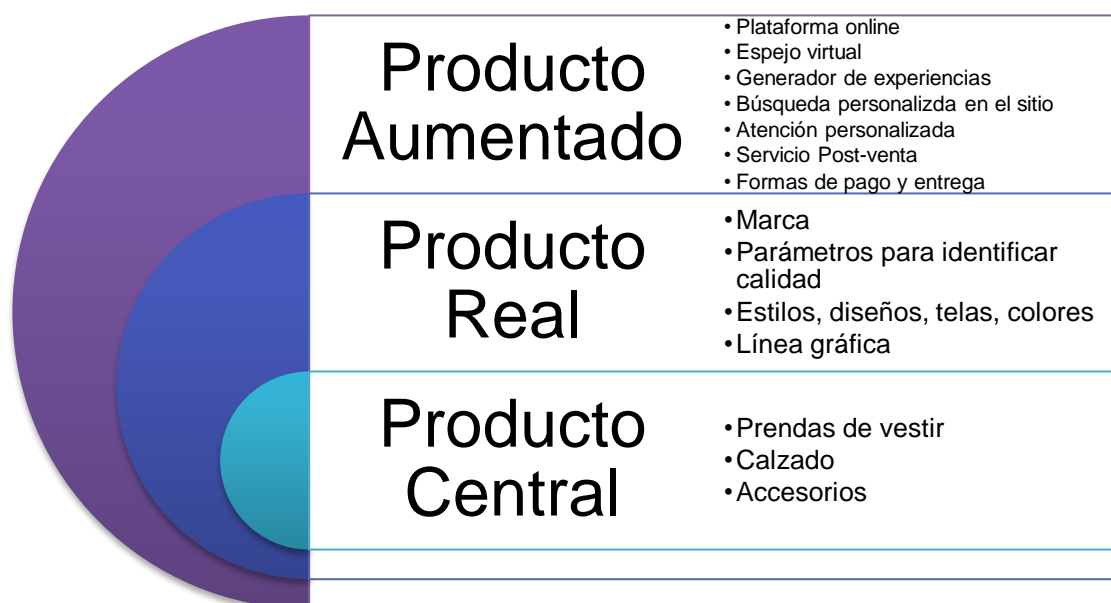 Producto
Aumentado
• Plataforma online
• Espejo virtual
• Generador de experiencias
• Búsqueda personalizda en el sitio
• Atención personalizada
• Servicio Post-venta
• Formas de pago y entrega
Producto
Real
•Marca
•Parámetros para identificar
calidad
•Estilos, diseños, telas, colores
•Línea gráfica
Producto
Central
•Prendas de vestir
•Calzado
•Accesorios